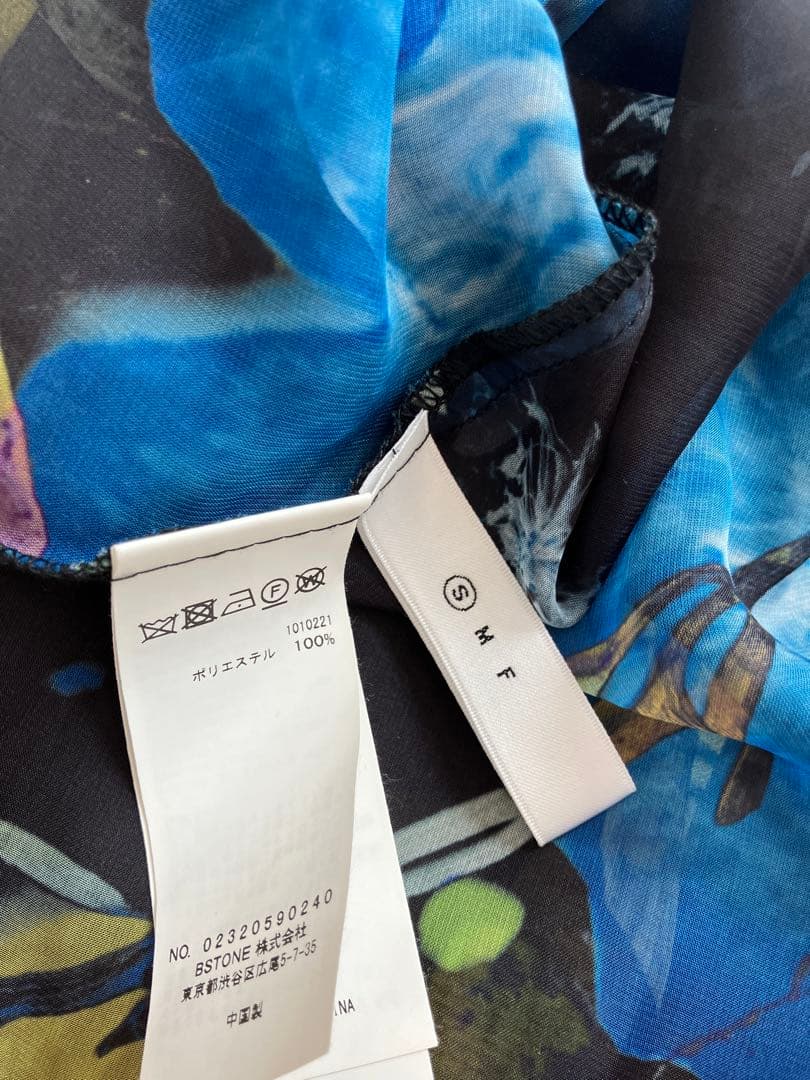 F W
1010221
ポリエステル 100%
NO. 02320590240
BSTONE 株式会社
東京都渋谷区広尾5-7-35
中国製
INA
S M F